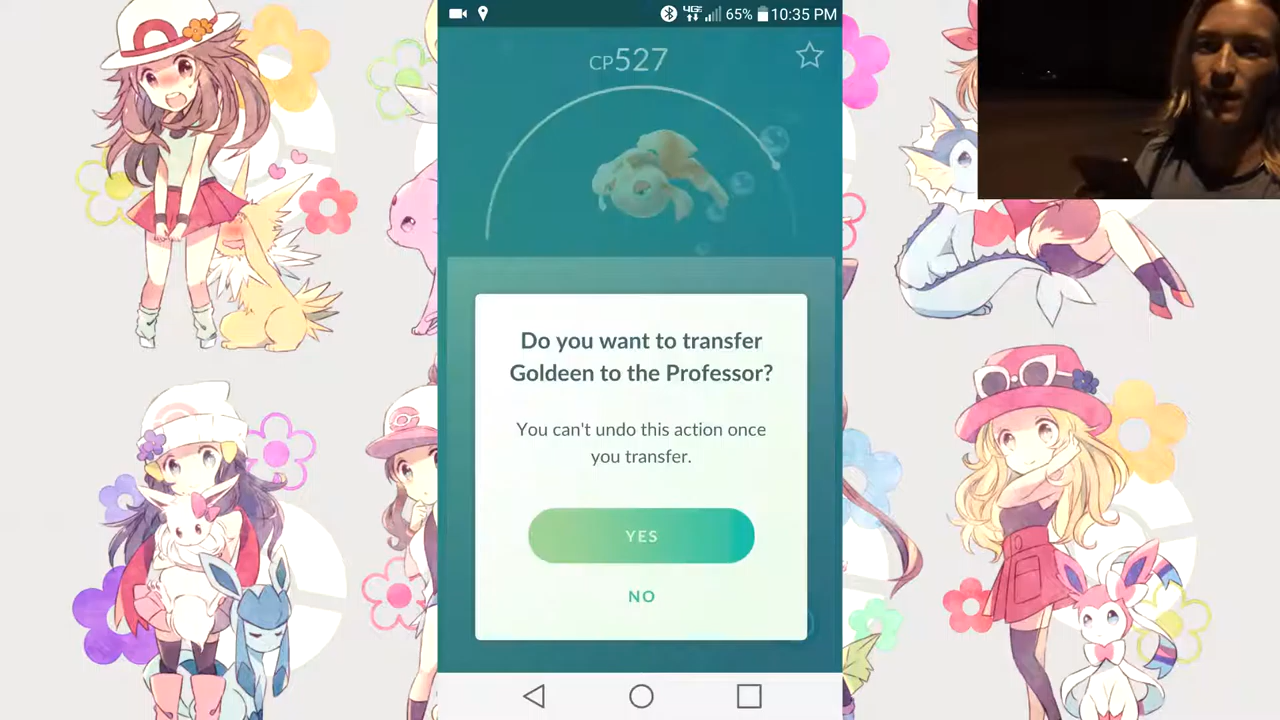 4G LTE 65% 10:35 PM
CP527
Do you want to transfer
Goldeen to the Professor?
You can't undo this action once
you transfer.
YES
NO